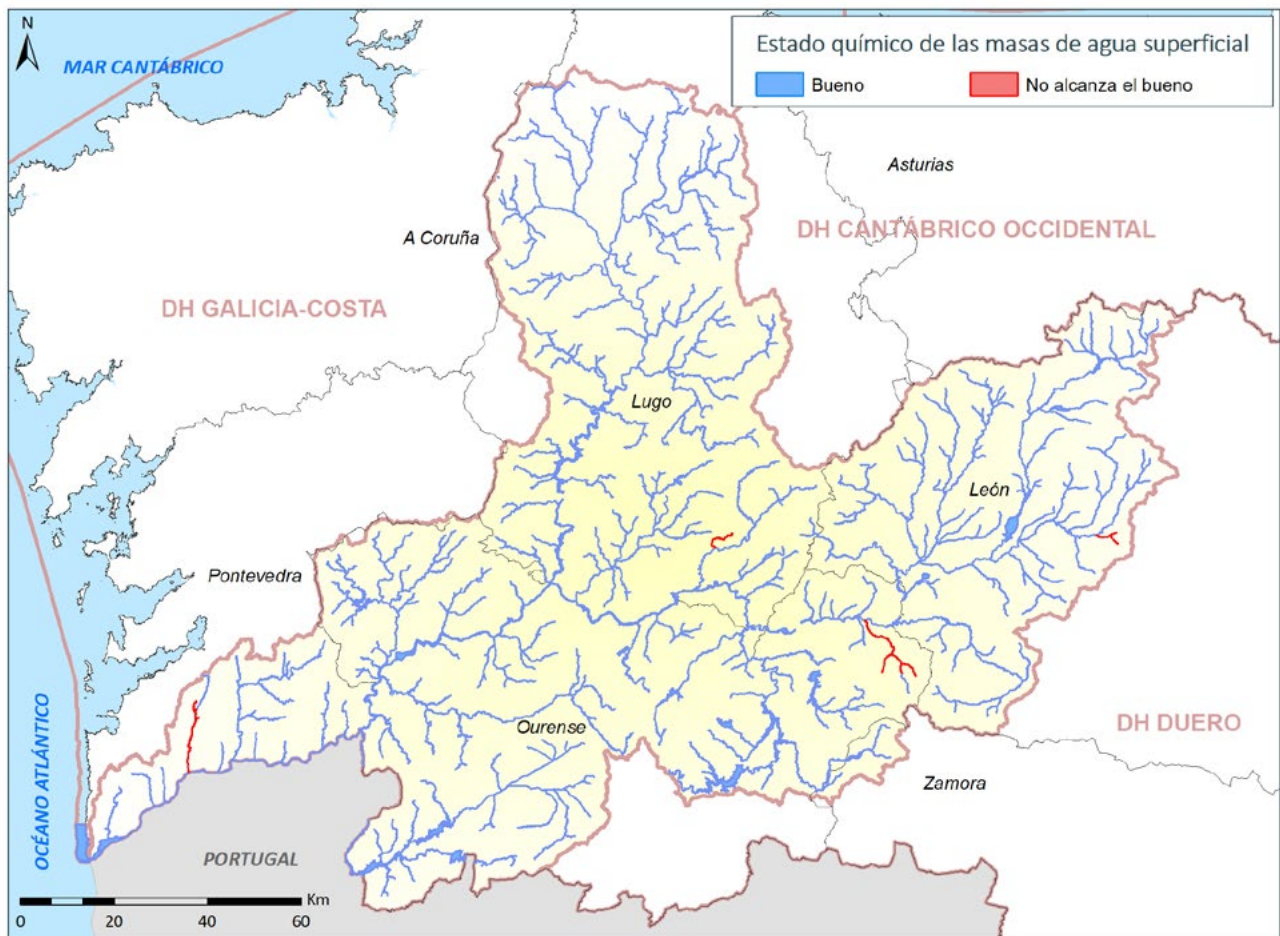 N
MAR CANTÁBRICO
Estado químico de las masas de agua superficial
Bueno
No alcanza el bueno
Asturias
A Coruña
DH CANTÁBRICO OCCIDENTAL
DH GALICIA-COSTA
Lugo
León
Pontevedra
Ourense
DH DUERO
Zamora
OCÉANO ATLÁNTICO
PORTUGAL
Km
0 20 40 60